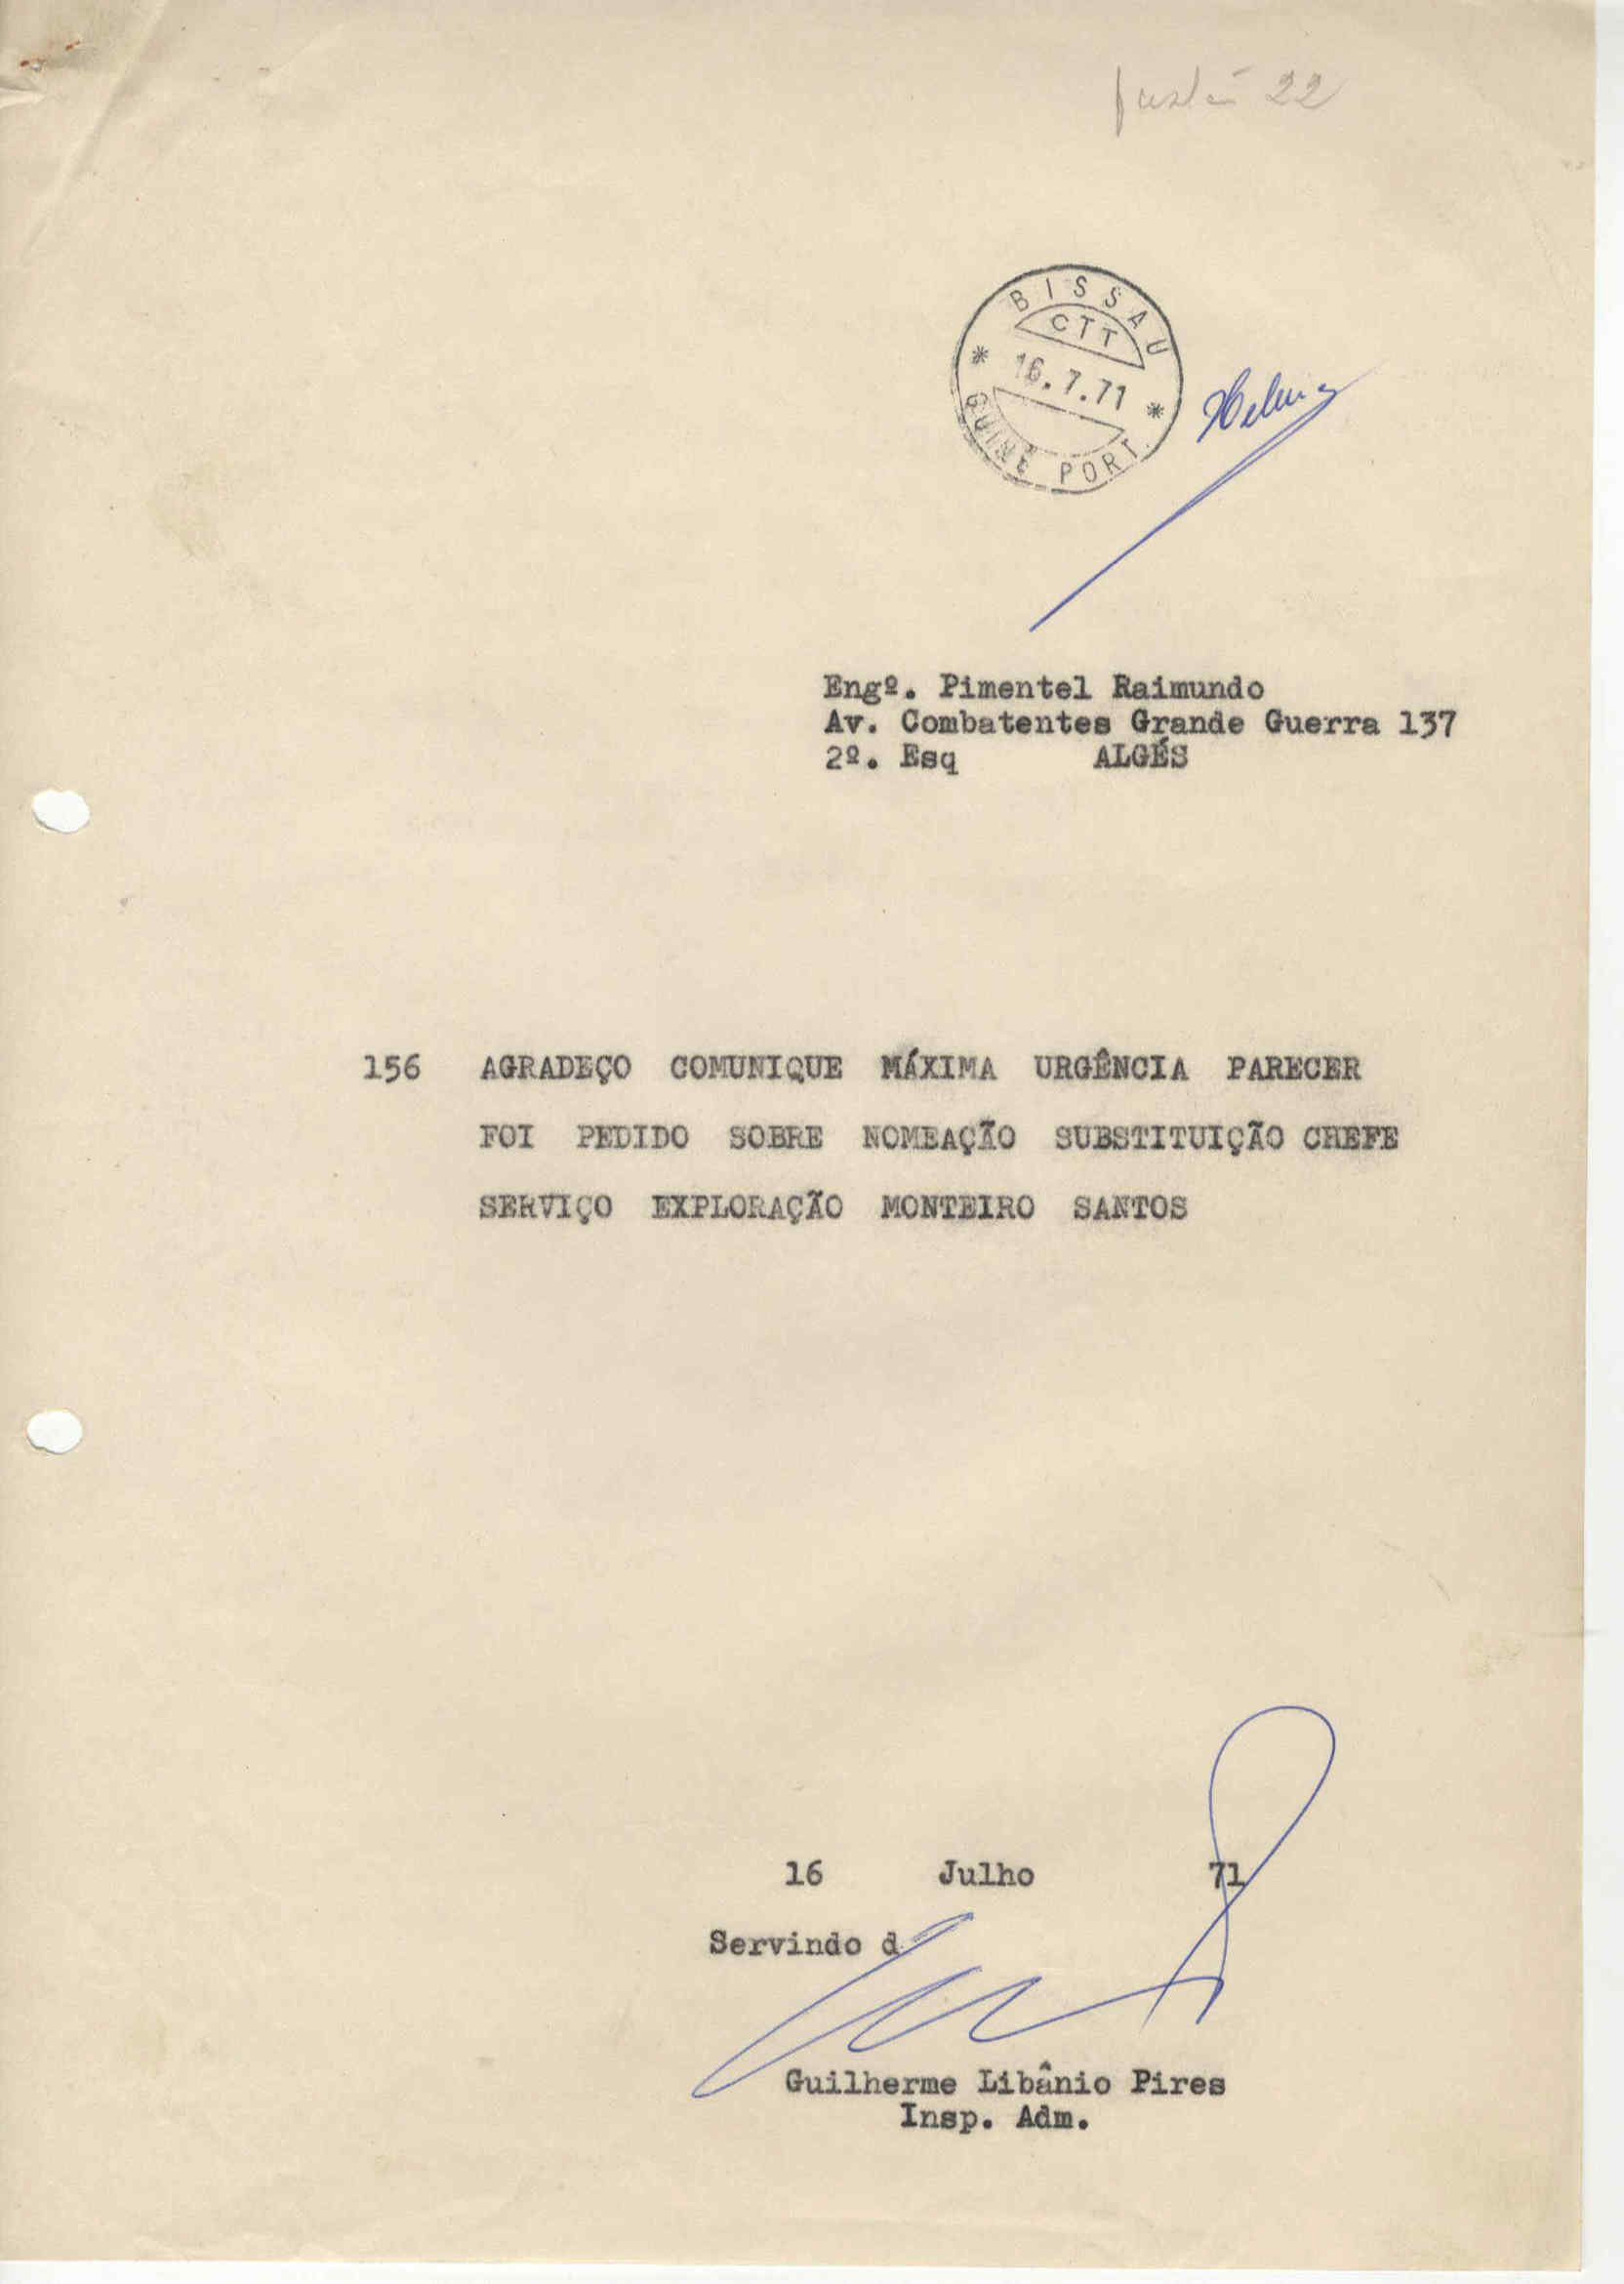 22
BISSAU
CTT
16.7.71
GUINÉ PORT.
Engº. Pimentel Raimundo
Av. Combatentes Grande Guerra 137
2º. Esq ALGÉS
156 AGRADEÇO COMUNIQUE MÁXIMA URGÊNCIA PARECER
FOI PEDIDO SOBRE NOMEAÇÃO SUBSTITUIÇÃO CHEFE
SERVIÇO EXPLORAÇÃO MONTEIRO SANTOS
16 Julho 71
Servindo d
Guilherme Libânio Pires
Insp. Adm.